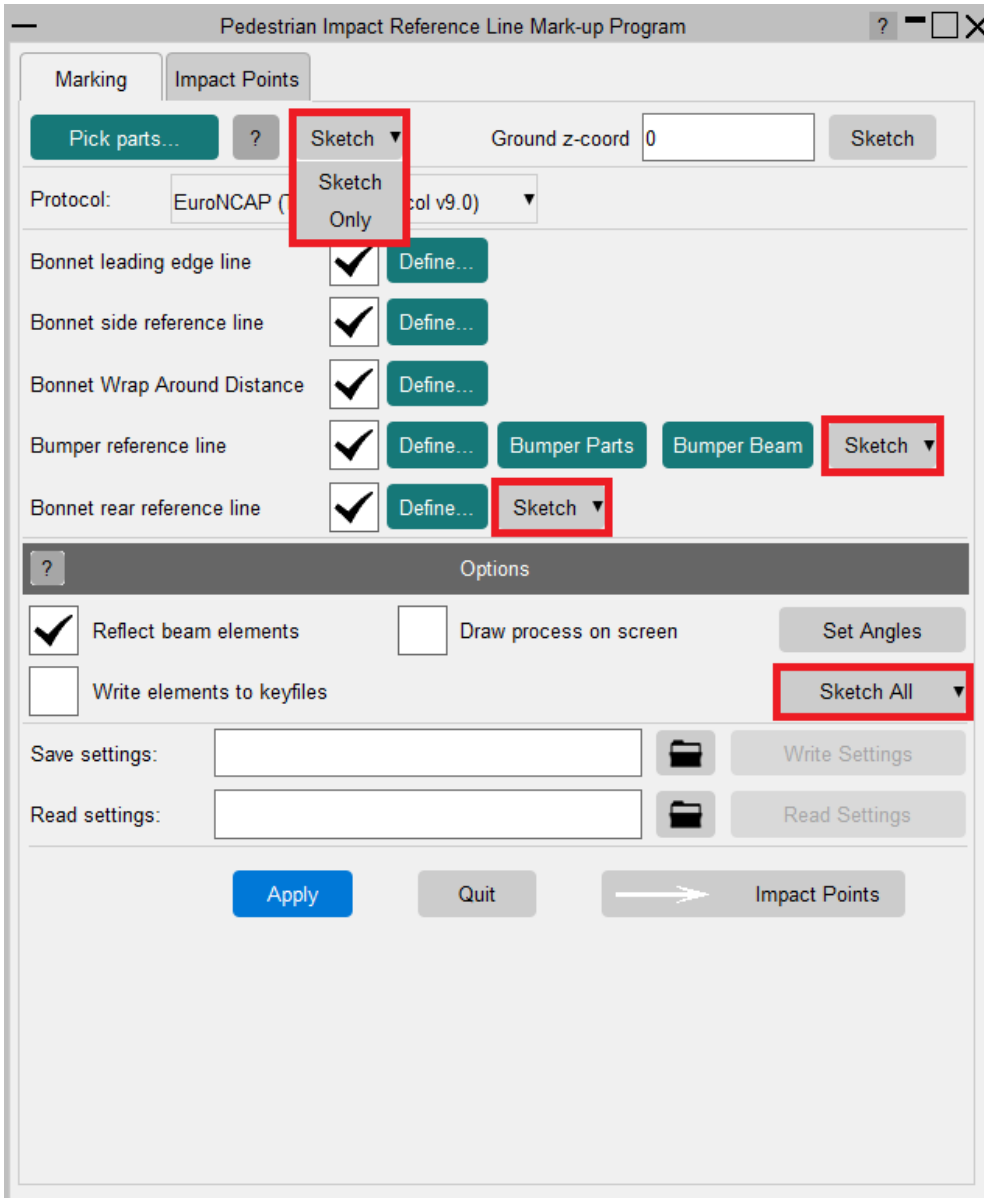 Pedestrian Impact Reference Line Mark-up Program ?
Marking Impact Points
Pick parts... ? Sketch Ground z-coord 0 Sketch
Sketch
Only
Protocol: EuroNCAP (T col v9.0)
Bonnet leading edge line Define...
Bonnet side reference line Define...
Bonnet Wrap Around Distance Define...
Bumper reference line Define... Bumper Parts Bumper Beam Sketch
Bonnet rear reference line Define... Sketch
? Options
Reflect beam elements Draw process on screen Set Angles
Write elements to keyfiles Sketch All
Save settings: Write Settings
Read settings: Read Settings
Apply Quit Impact Points